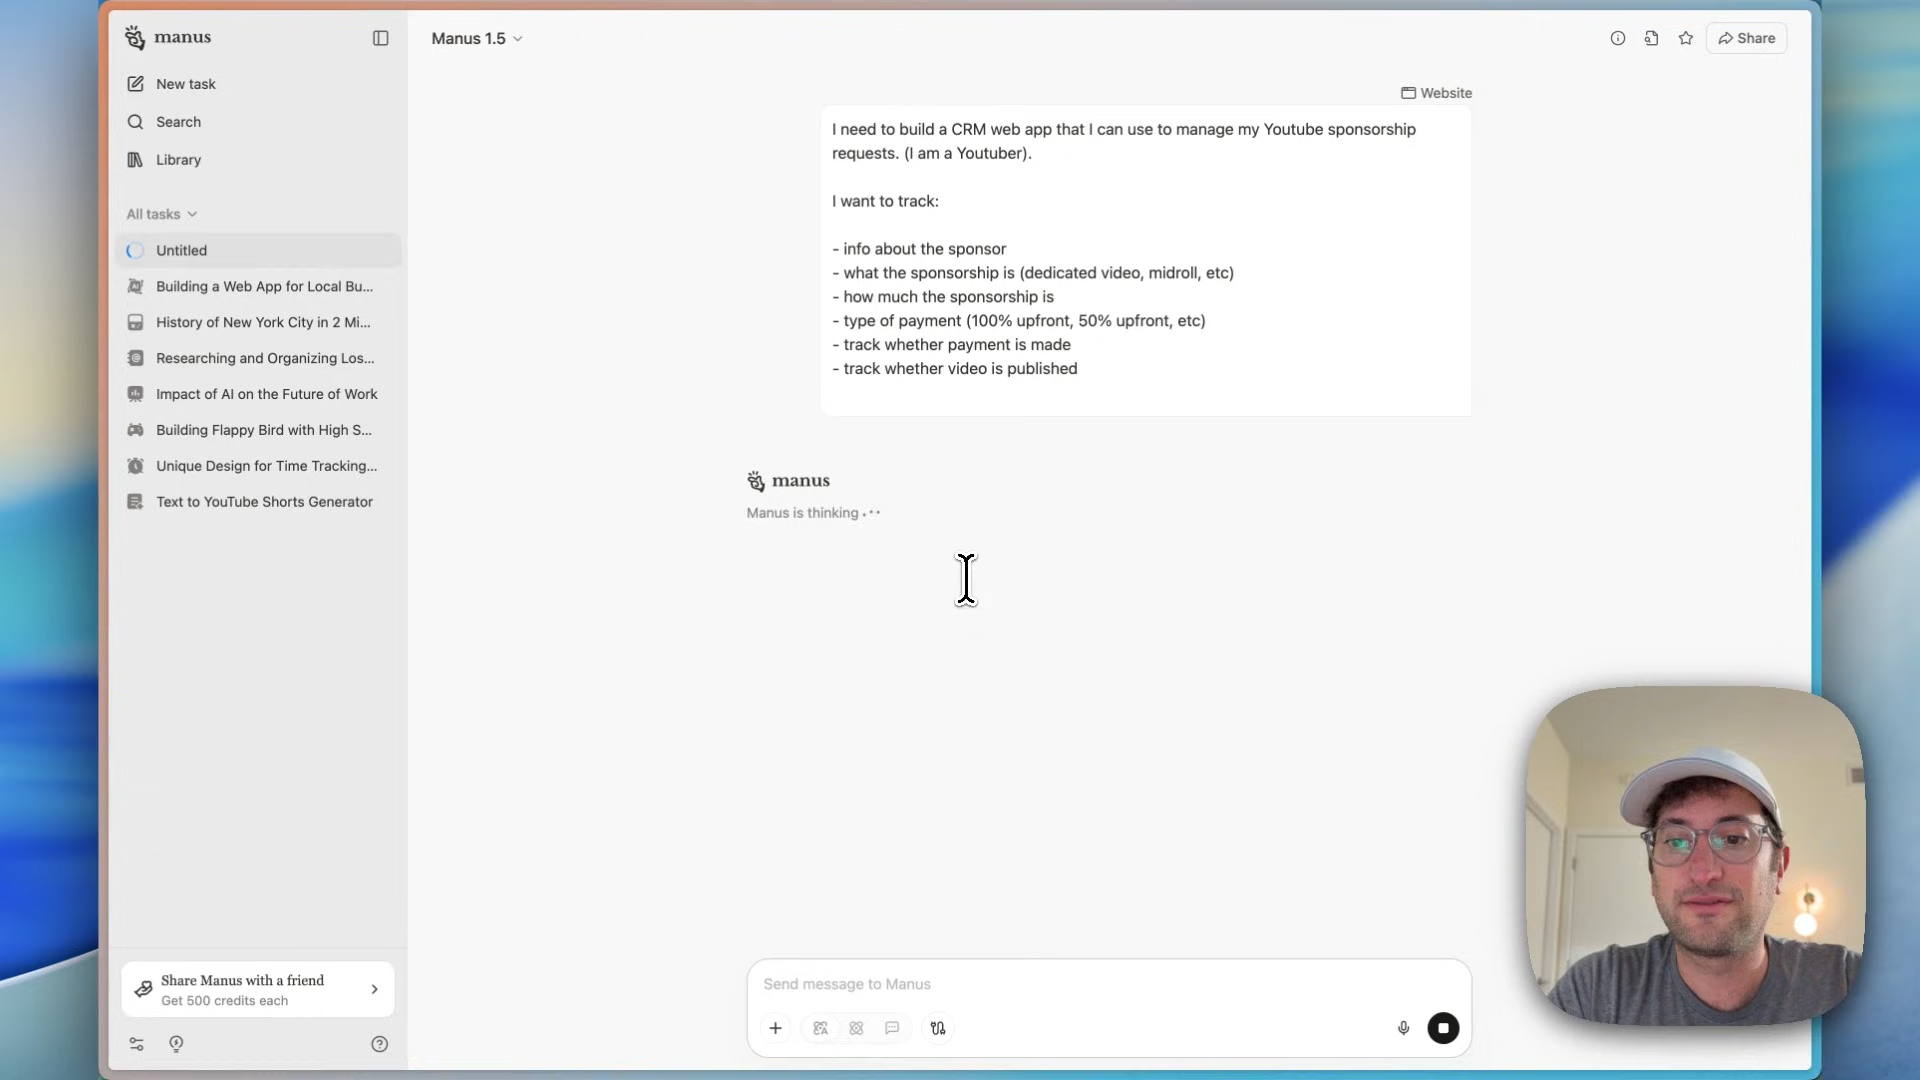 manus
New task
Search
Library
All tasks
Untitled
Building a Web App for Local Bu...
History of New York City in 2 Mi...
Researching and Organizing Los...
Impact of AI on the Future of Work
Building Flappy Bird with High S...
Unique Design for Time Tracking...
Text to YouTube Shorts Generator
Share Manus with a friend
Get 500 credits each
Manus 1.5
Share
Website
I need to build a CRM web app that I can use to manage my Youtube sponsorship
requests. (I am a Youtuber).
I want to track:
- info about the sponsor
- what the sponsorship is (dedicated video, midroll, etc)
- how much the sponsorship is
- type of payment (100% upfront, 50% upfront, etc)
- track whether payment is made
- track whether video is published
manus
Manus is thinking ...
Send message to Manus